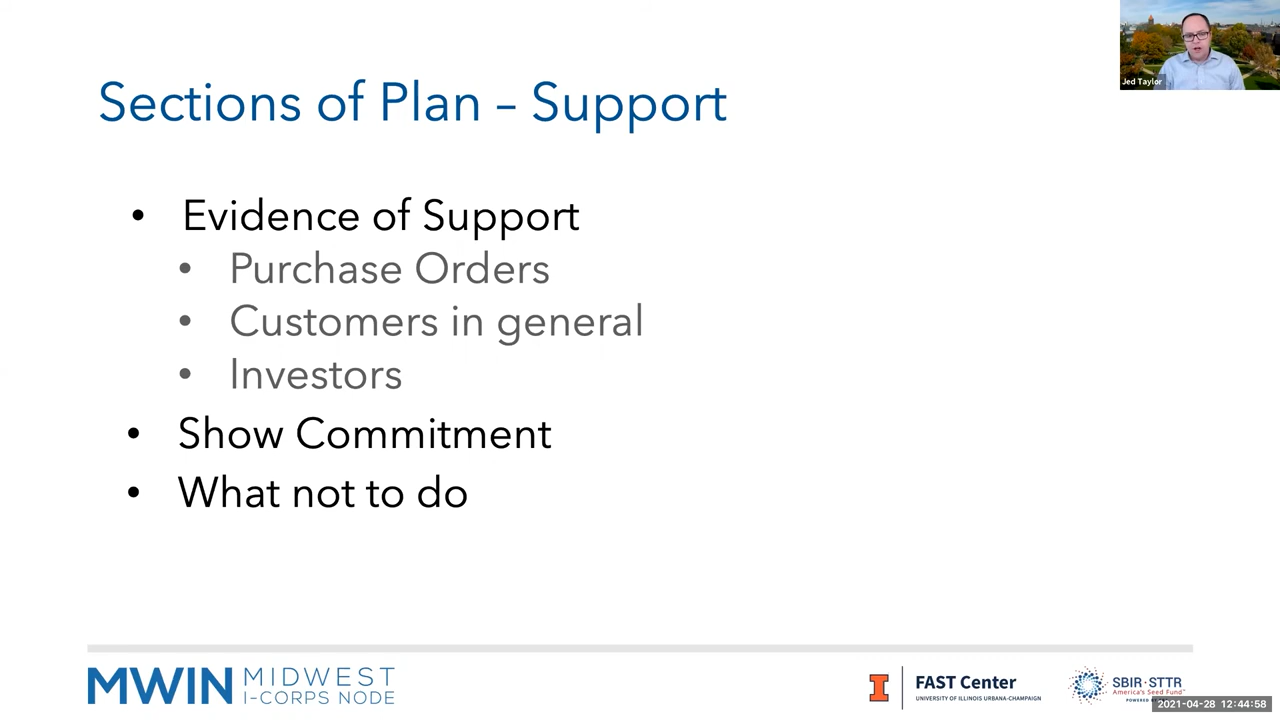 Jed Taylor
Sections of Plan – Support
• Evidence of Support
• Purchase Orders
• Customers in general
• Investors
• Show Commitment
• What not to do
MWIN MIDWEST
I-CORPS NODE
I FAST Center
UNIVERSITY OF ILLINOIS URBANA-CHAMPAIGN
SBIR·STTR
America's Seed Fund
POWERED
2021-04-28 12:44:58